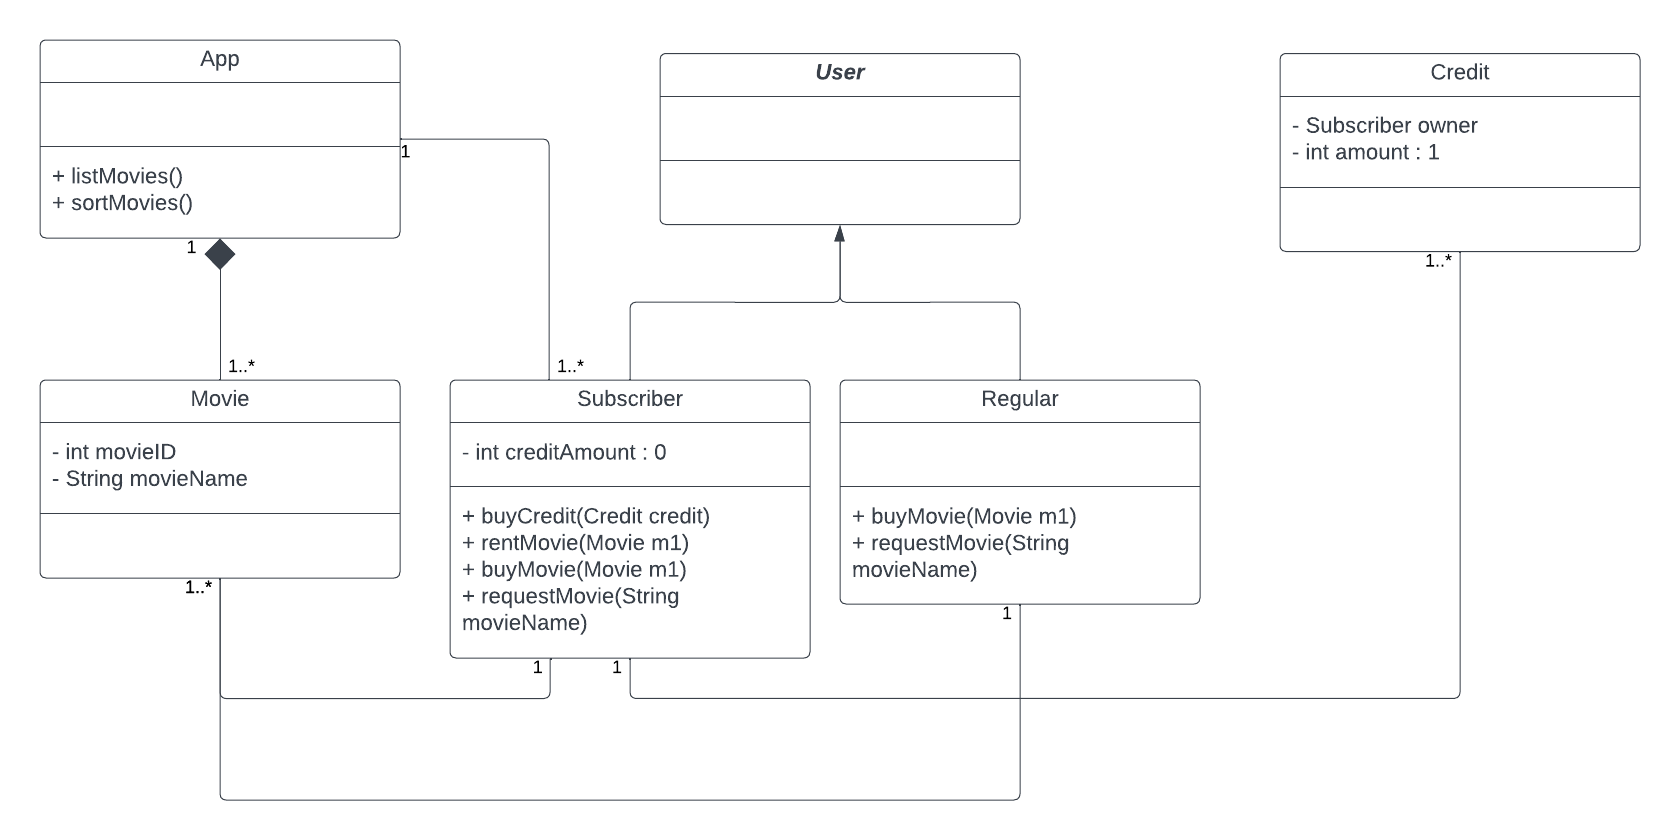 App
+ listMovies()
+ sortMovies()
1
1
User
Credit
- Subscriber owner
- int amount : 1
1..*
1..*
1..*
Movie
- int movieID
- String movieName
1..*
Subscriber
- int creditAmount : 0
+ buyCredit(Credit credit)
+ rentMovie(Movie m1)
+ buyMovie(Movie m1)
+ requestMovie(String
movieName)
1
1
Regular
+ buyMovie(Movie m1)
+ requestMovie(String
movieName)
1